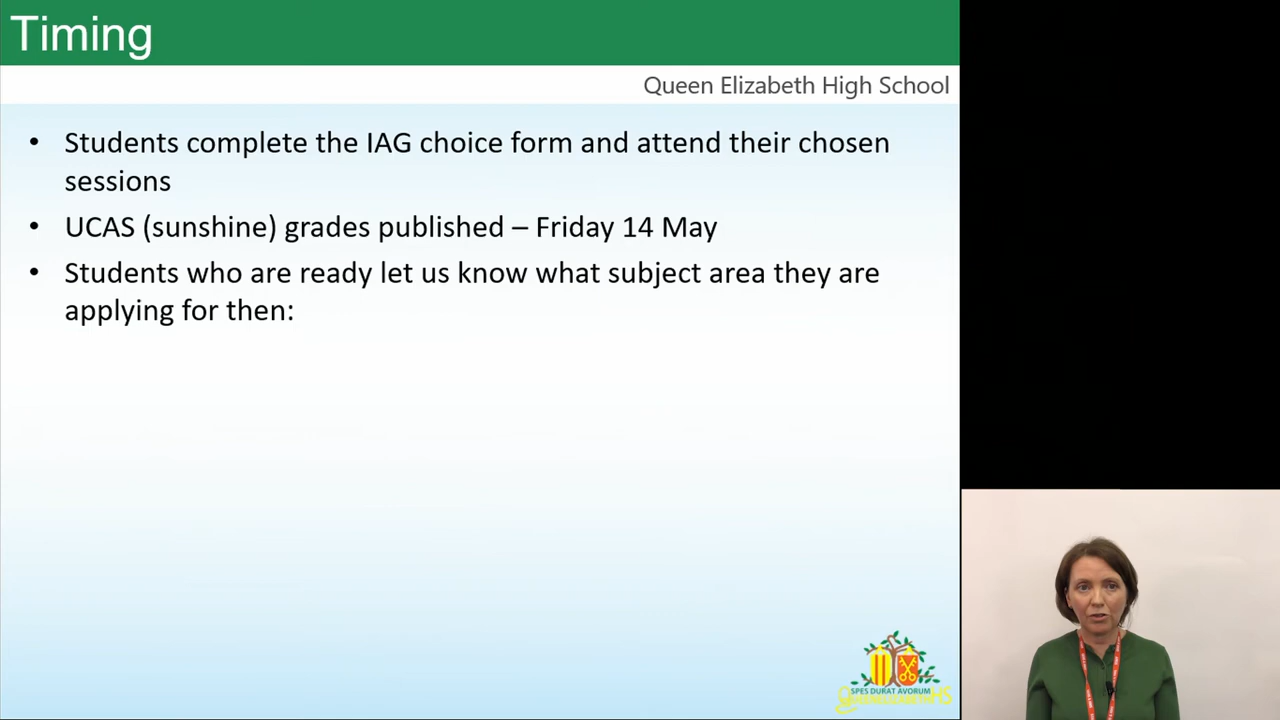 Timing
Queen Elizabeth High School
• Students complete the IAG choice form and attend their chosen
sessions
• UCAS (sunshine) grades published – Friday 14 May
• Students who are ready let us know what subject area they are
applying for then:
SPES DURAT AVORUM
QUEENELIZABETHHS